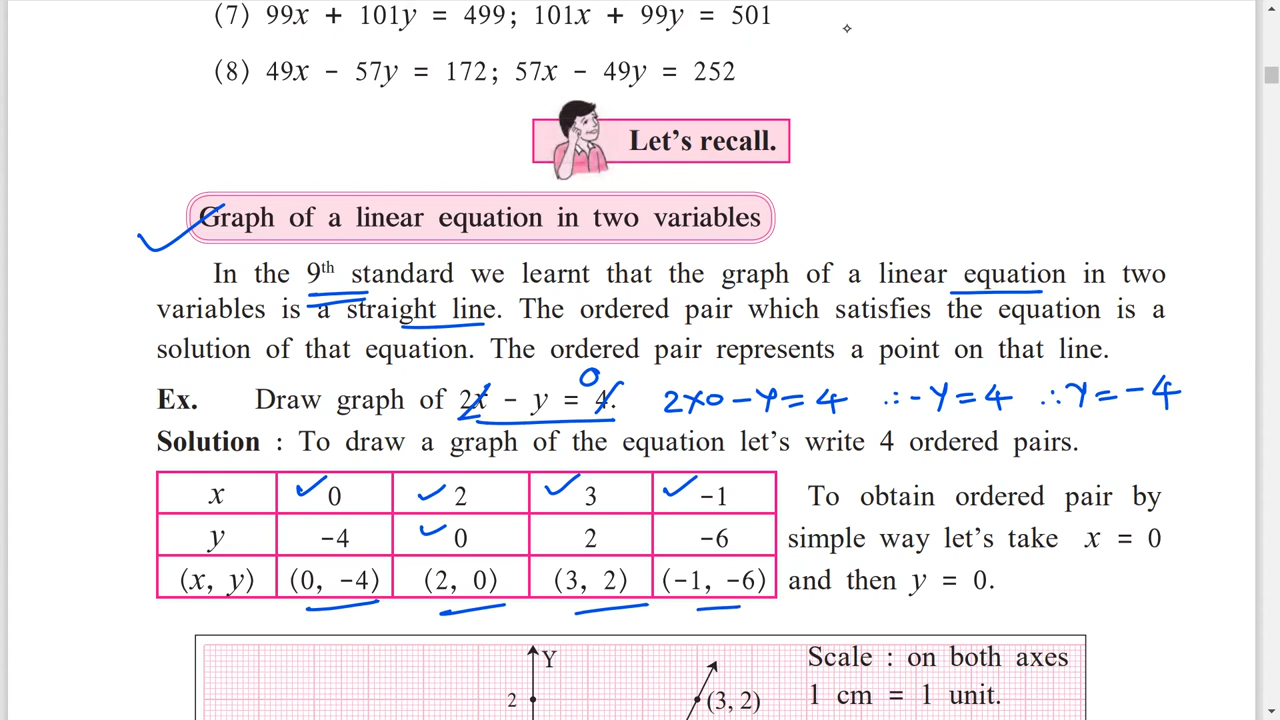 (7) 99x + 101y = 499; 101x + 99y = 501
(8) 49x - 57y = 172; 57x - 49y = 252
Let's recall.
Graph of a linear equation in two variables
In the 9th standard we learnt that the graph of a linear equation in two
variables is a straight line. The ordered pair which satisfies the equation is a
solution of that equation. The ordered pair represents a point on that line.
0
Ex. Draw graph of 2x - y = 4. 2×0-y=4 ∴-y=4 ∴y=-4
Solution : To draw a graph of the equation let's write 4 ordered pairs.
x 0 2 3 -1
y -4 0 2 -6
(x, y) (0, -4) (2, 0) (3, 2) (-1, -6)
To obtain ordered pair by
simple way let's take x = 0
and then y = 0.
Y
2
(3, 2)
Scale : on both axes
1 cm = 1 unit.